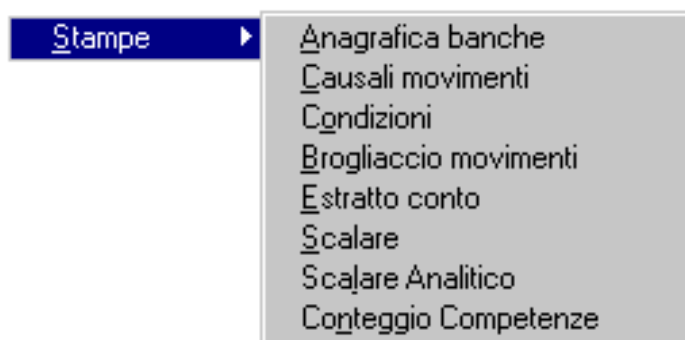 Stampe
Anagrafica banche
Causali movimenti
Condizioni
Brogliaccio movimenti
Estratto conto
Scalare
Scalare Analitico
Conteggio Competenze